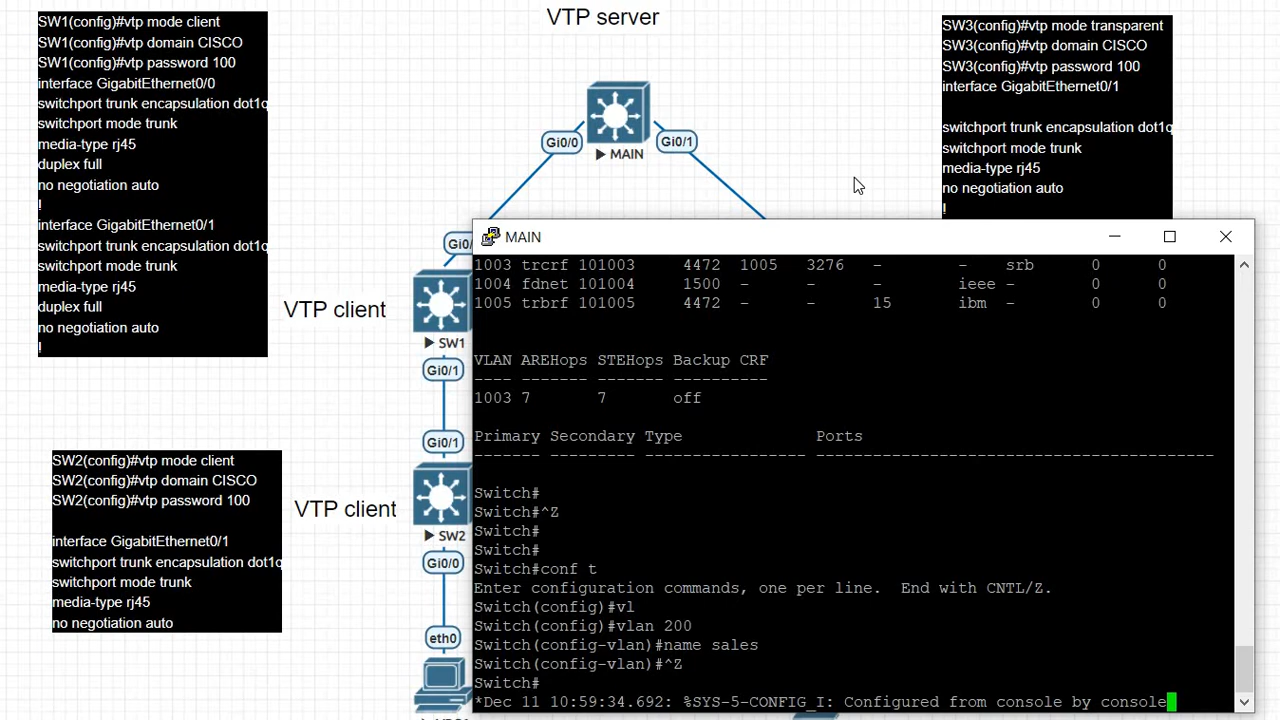 VTP server
SW1(config)#vtp mode client
SW1(config)#vtp domain CISCO
SW1(config)#vtp password 100
interface GigabitEthernet0/0
switchport trunk encapsulation dot1q
switchport mode trunk
media-type rj45
duplex full
no negotiation auto
!
interface GigabitEthernet0/1
switchport trunk encapsulation dot1q
switchport mode trunk
media-type rj45
duplex full
no negotiation auto
!
SW3(config)#vtp mode transparent
SW3(config)#vtp domain CISCO
SW3(config)#vtp password 100
interface GigabitEthernet0/1
switchport trunk encapsulation dot1q
switchport mode trunk
media-type rj45
no negotiation auto
!
Gi0/0
Gi0/1
MAIN
Gi0/
VTP client
SW1
Gi0/1
Gi0/1
SW2(config)#vtp mode client
SW2(config)#vtp domain CISCO
SW2(config)#vtp password 100
interface GigabitEthernet0/1
switchport trunk encapsulation dot1q
switchport mode trunk
media-type rj45
no negotiation auto
VTP client
SW2
Gi0/0
eth0
MAIN
1003 trcrf 101003 4472 1005 3276 - - srb 0 0
1004 fdnet 101004 1500 - - - ieee - 0 0
1005 trbrf 101005 4472 - - 15 ibm - 0 0
VLAN AREHops STEHops Backup CRF
---- ------- ------- ----------
1003 7 7 off
Primary Secondary Type Ports
------- --------- ----------------- ------------------------------------------
Switch#
Switch#^Z
Switch#
Switch#
Switch#conf t
Enter configuration commands, one per line. End with CNTL/Z.
Switch(config)#vl
Switch(config)#vlan 200
Switch(config-vlan)#name sales
Switch(config-vlan)#^Z
Switch#
*Dec 11 10:59:34.692: %SYS-5-CONFIG_I: Configured from console by console